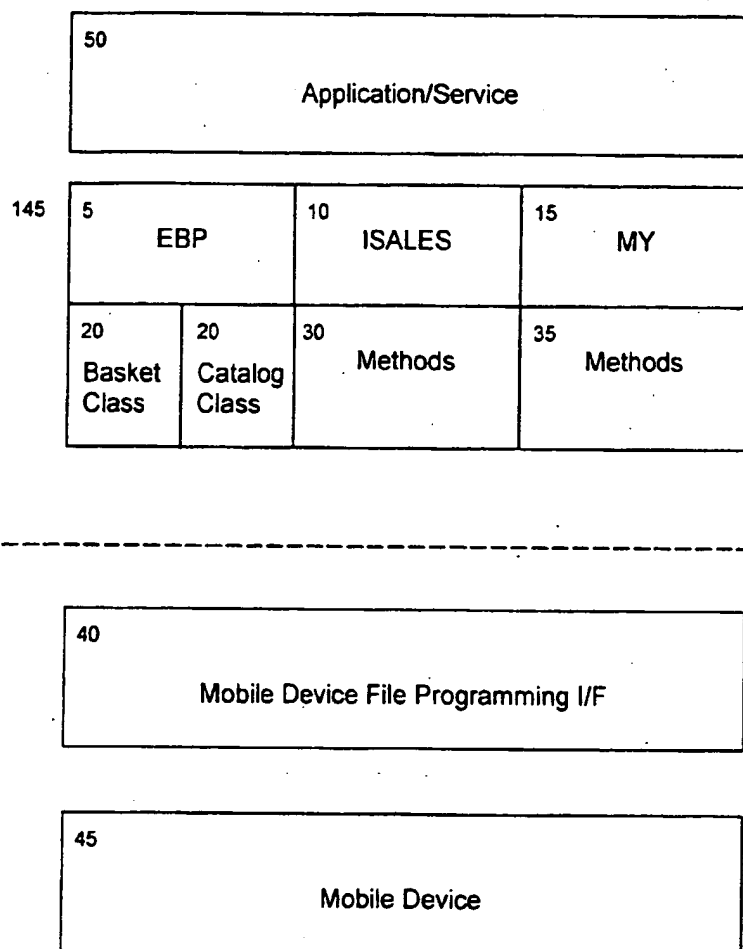 50
Application/Service
145
5
EBP
10
ISALES
15
MY
20
Basket
Class
20
Catalog
Class
30
Methods
35
Methods
40
Mobile Device File Programming I/F
45
Mobile Device